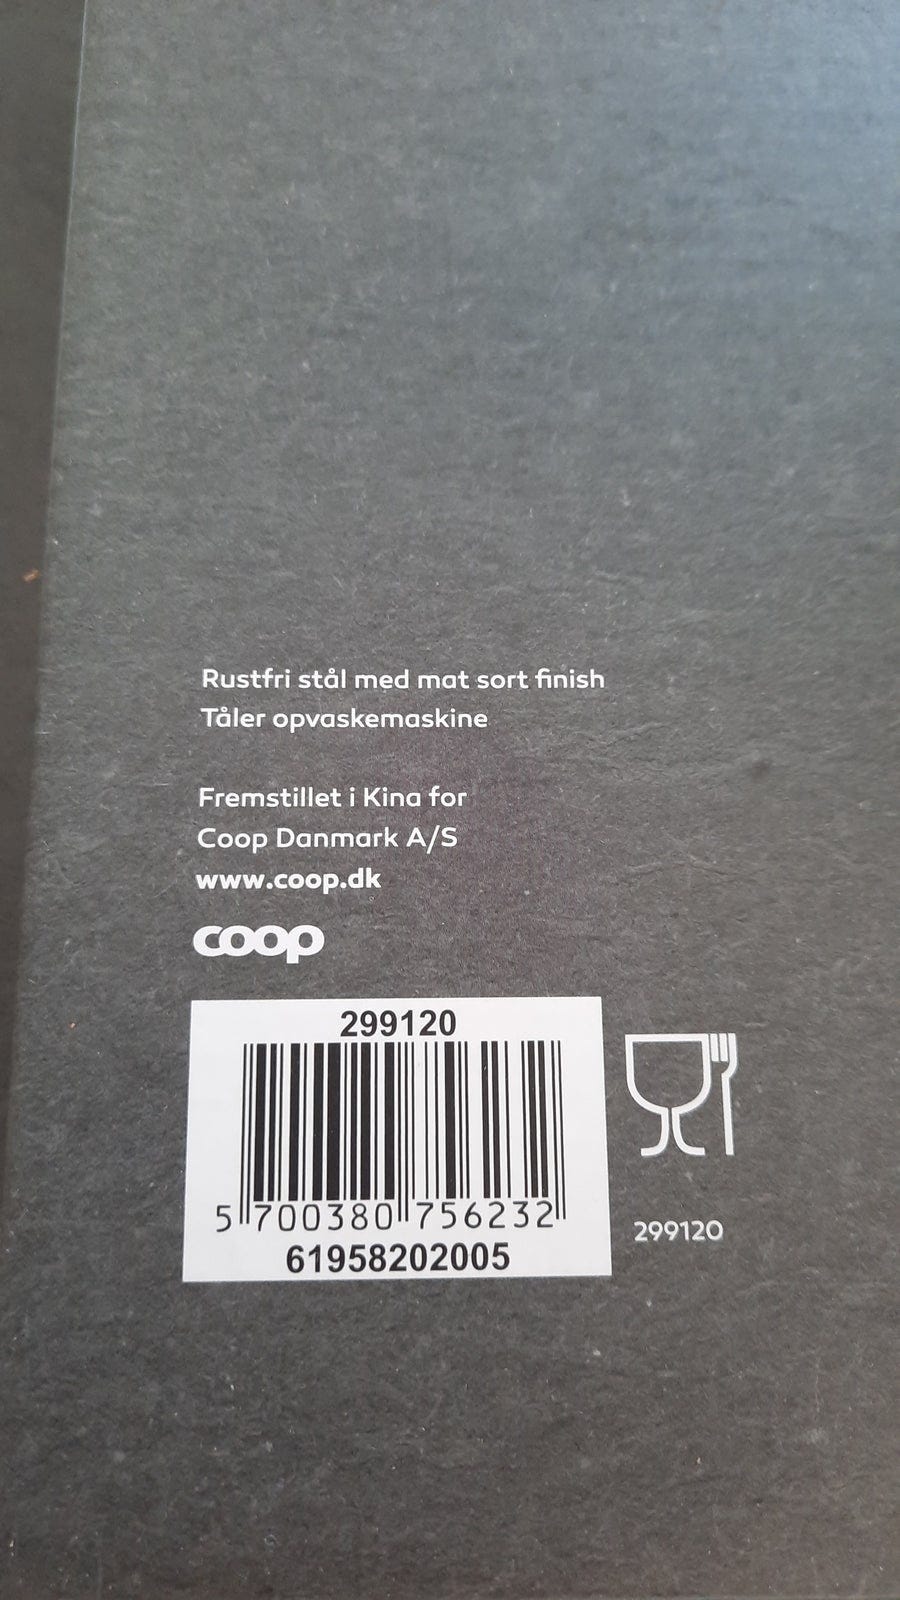 Rustfri stål med mat sort finish
Tåler opvaskemaskine
Fremstillet i Kina for
Coop Danmark A/S
www.coop.dk
coop
299120
5 700380 756232
61958202005
299120